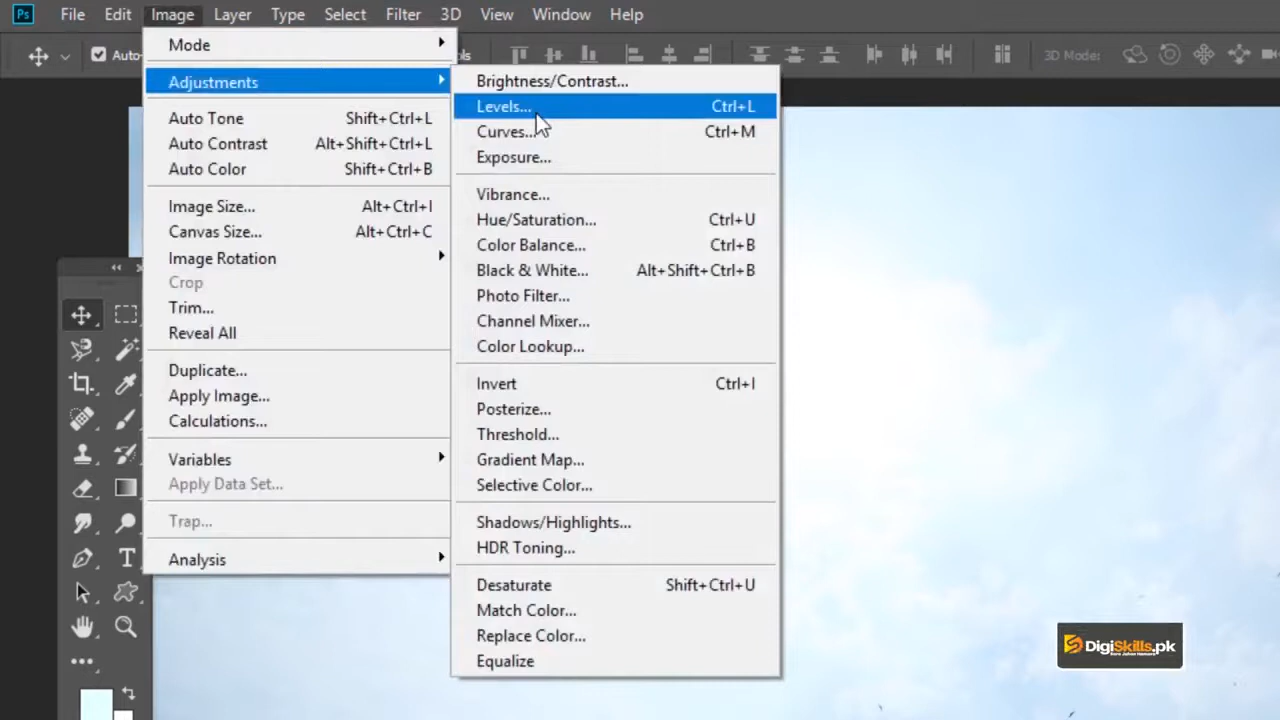 Ps File Edit Image Layer Type Select Filter 3D View Window Help
Auto-
3D Mode:
Mode
Adjustments
Auto Tone Shift+Ctrl+L
Auto Contrast Alt+Shift+Ctrl+L
Auto Color Shift+Ctrl+B
Image Size... Alt+Ctrl+I
Canvas Size... Alt+Ctrl+C
Image Rotation
Crop
Trim...
Reveal All
Duplicate...
Apply Image...
Calculations...
Variables
Apply Data Set...
Trap...
Analysis
Brightness/Contrast...
Levels... Ctrl+L
Curves... Ctrl+M
Exposure...
Vibrance...
Hue/Saturation... Ctrl+U
Color Balance... Ctrl+B
Black & White... Alt+Shift+Ctrl+B
Photo Filter...
Channel Mixer...
Color Lookup...
Invert Ctrl+I
Posterize...
Threshold...
Gradient Map...
Selective Color...
Shadows/Highlights...
HDR Toning...
Desaturate Shift+Ctrl+U
Match Color...
Replace Color...
Equalize
DigiSkills.pk